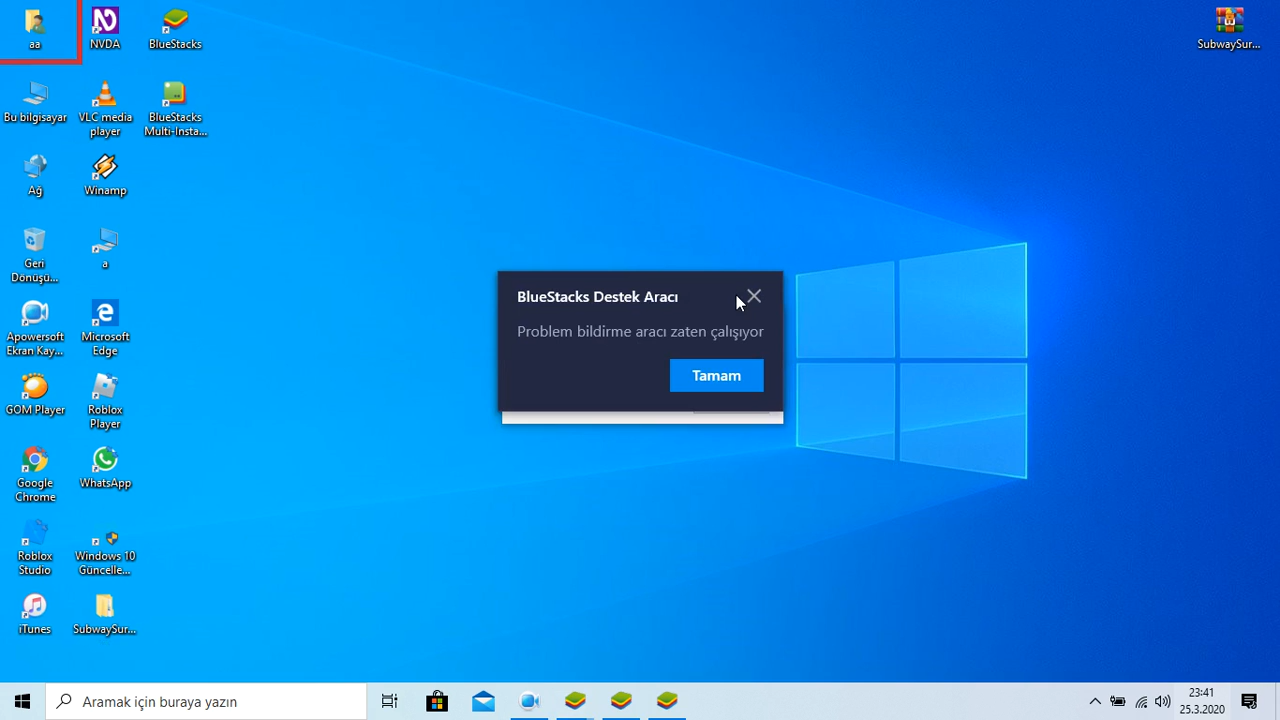 aa
NVDA
BlueStacks
SubwaySur...
Bu bilgisayar
VLC media
player
BlueStacks
Multi-Insta...
Ağ
Winamp
Geri
Dönüşü...
a
BlueStacks Destek Aracı
Problem bildirme aracı zaten çalışıyor
Tamam
Apowersoft
Ekran Kay...
Microsoft
Edge
GOM Player
Roblox
Player
Google
Chrome
WhatsApp
Roblox
Studio
Windows 10
Güncelle...
iTunes
SubwaySur...
Aramak için buraya yazın
23:41
25.3.2020